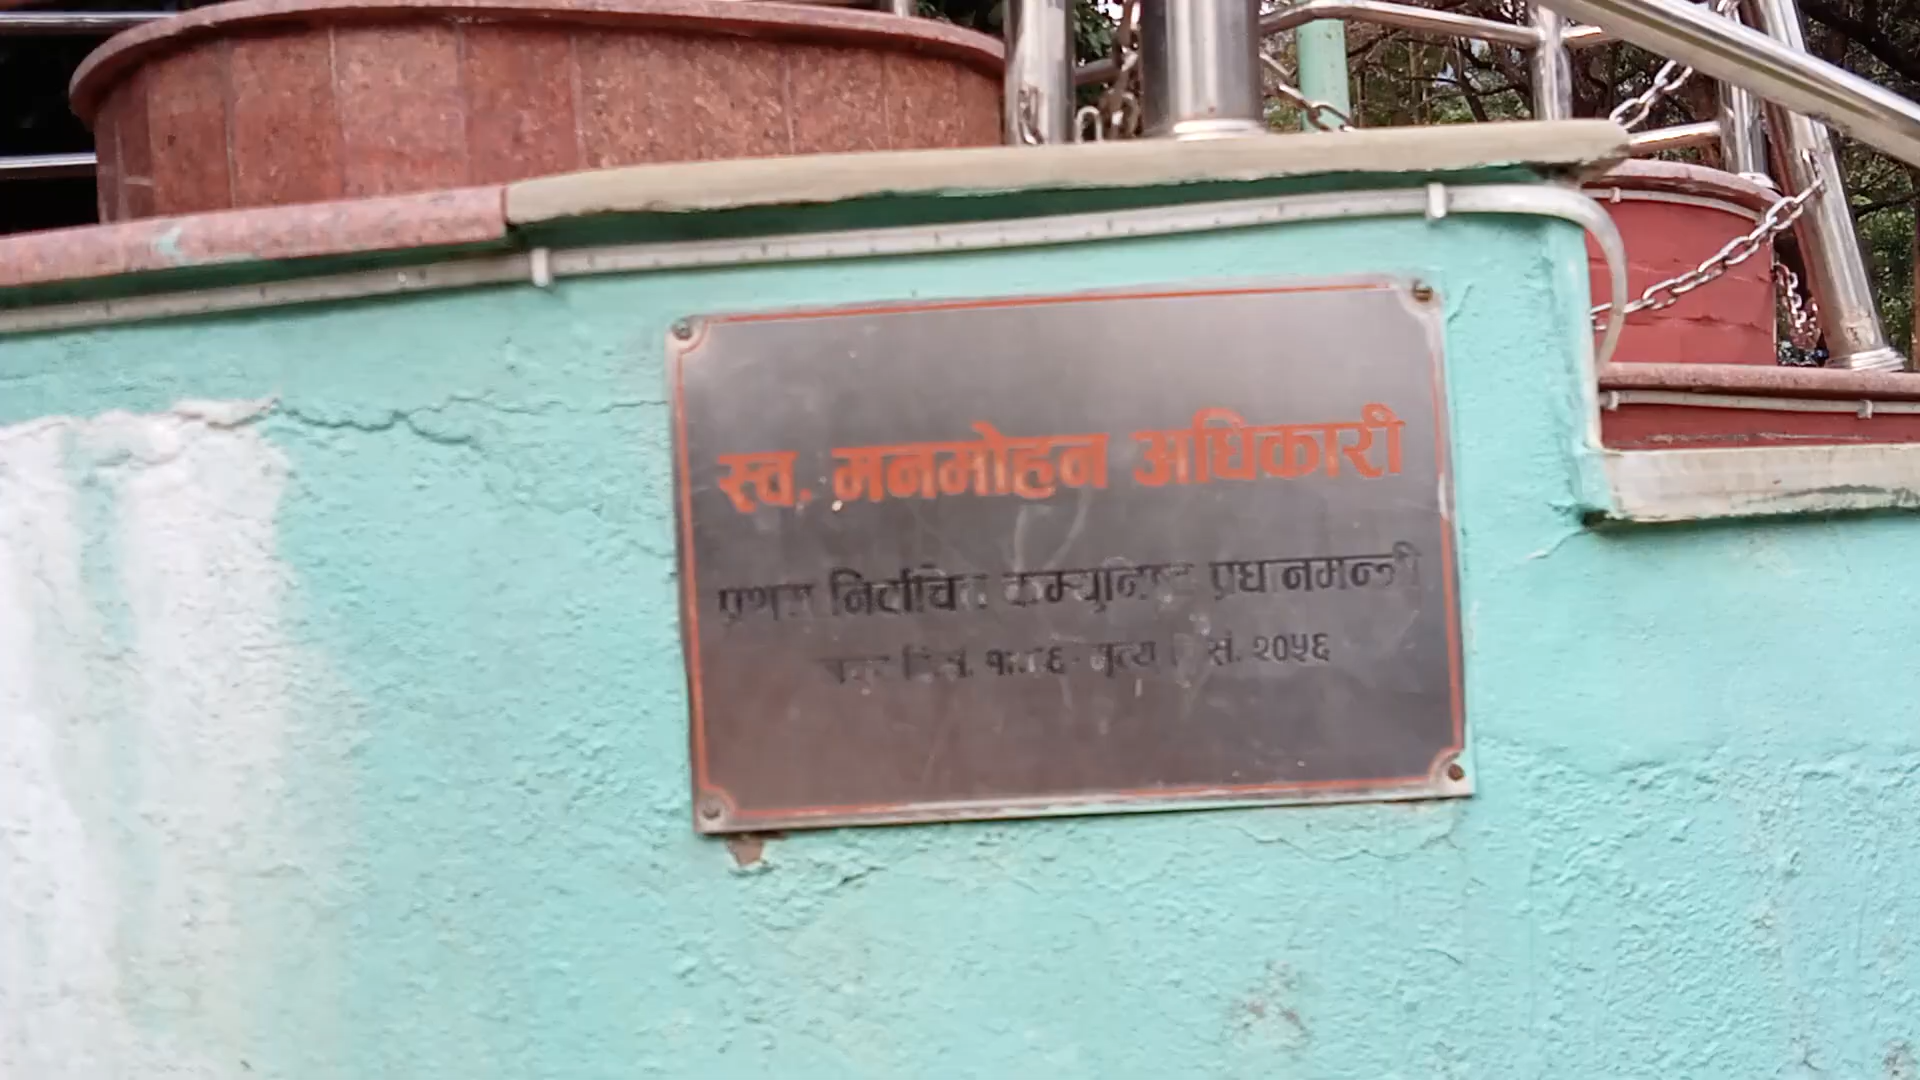 स्व. मनमोहन अधिकारी
प्रथम निर्वाचित कम्युनिष्ट प्रधानमन्त्री
मृत्यु सं. २०५६